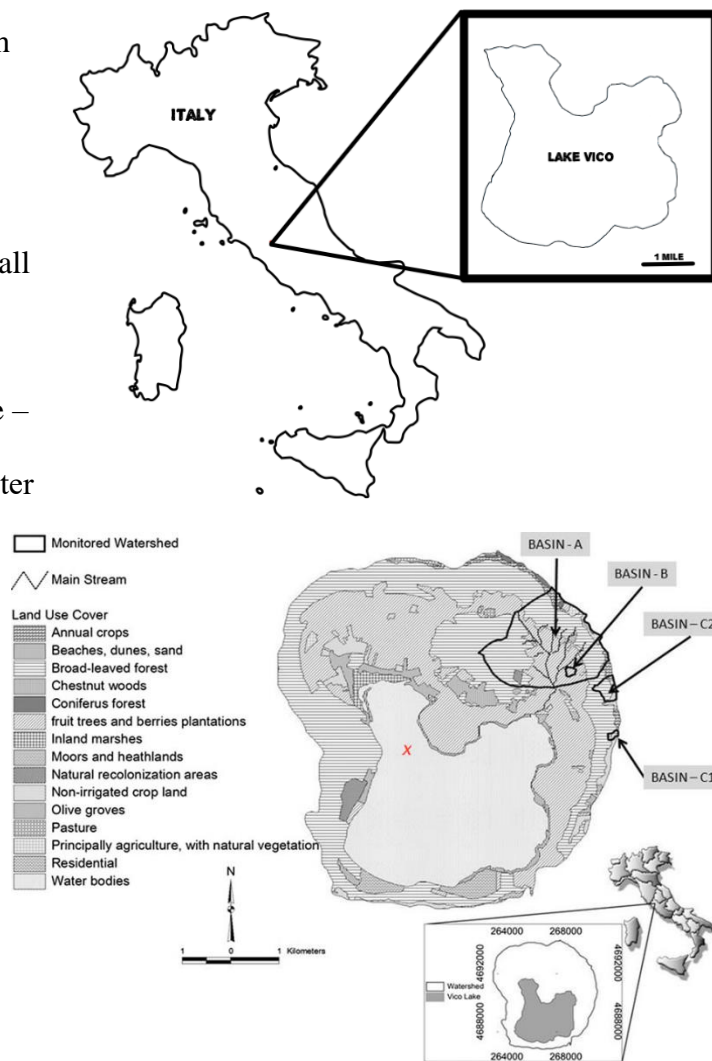 n
ITALY
LAKE VICO
1 MILE
all
e –
ter
Monitored Watershed
Main Stream
Land Use Cover
Annual crops
Beaches, dunes, sand
Broad-leaved forest
Chestnut woods
Coniferus forest
fruit trees and berries plantations
Inland marshes
Moors and heathlands
Natural recolonization areas
Non-irrigated crop land
Olive groves
Pasture
Principally agriculture, with natural vegetation
Residential
Water bodies
BASIN - A
BASIN - B
BASIN – C2
BASIN – C1
X
N
1 0 1 Kilometers
264000 268000
4692000 4692000
Watershed
Vico Lake
4688000 4688000
264000 268000